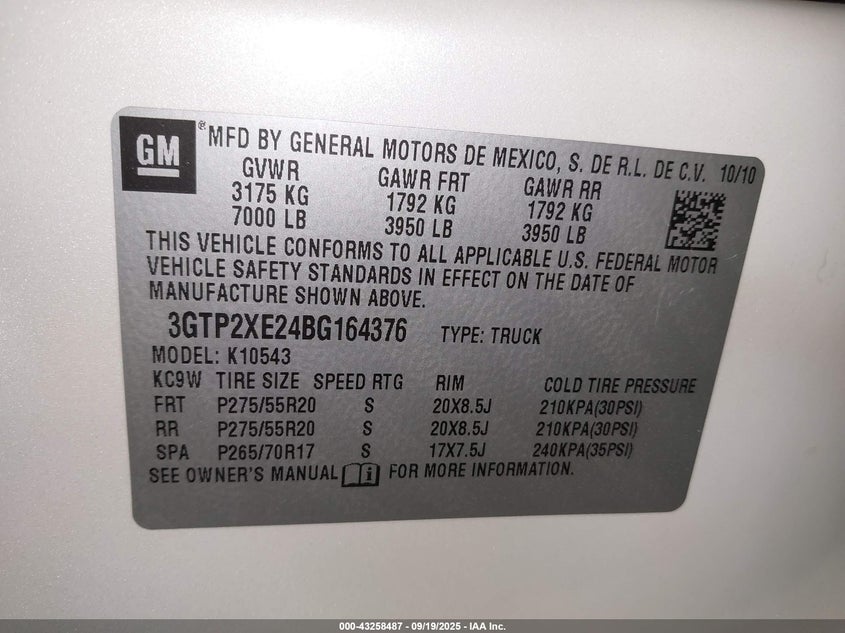 GM ® MFD BY GENERAL MOTORS DE MEXICO, S. DE R.L. DE C.V. 10/10
GVWR GAWR FRT GAWR RR
3175 KG 1792 KG 1792 KG
7000 LB 3950 LB 3950 LB
THIS VEHICLE CONFORMS TO ALL APPLICABLE U.S. FEDERAL MOTOR
VEHICLE SAFETY STANDARDS IN EFFECT ON THE DATE OF
MANUFACTURE SHOWN ABOVE.
3GTP2XE24BG164376 TYPE: TRUCK
MODEL: K10543
KC9W TIRE SIZE SPEED RTG RIM COLD TIRE PRESSURE
FRT P275/55R20 S 20X8.5J 210KPA(30PSI)
RR P275/55R20 S 20X8.5J 210KPA(30PSI)
SPA P265/70R17 S 17X7.5J 240KPA(35PSI)
SEE OWNER'S MANUAL i FOR MORE INFORMATION.
000-43258487 - 09/19/2025 - IAA Inc.